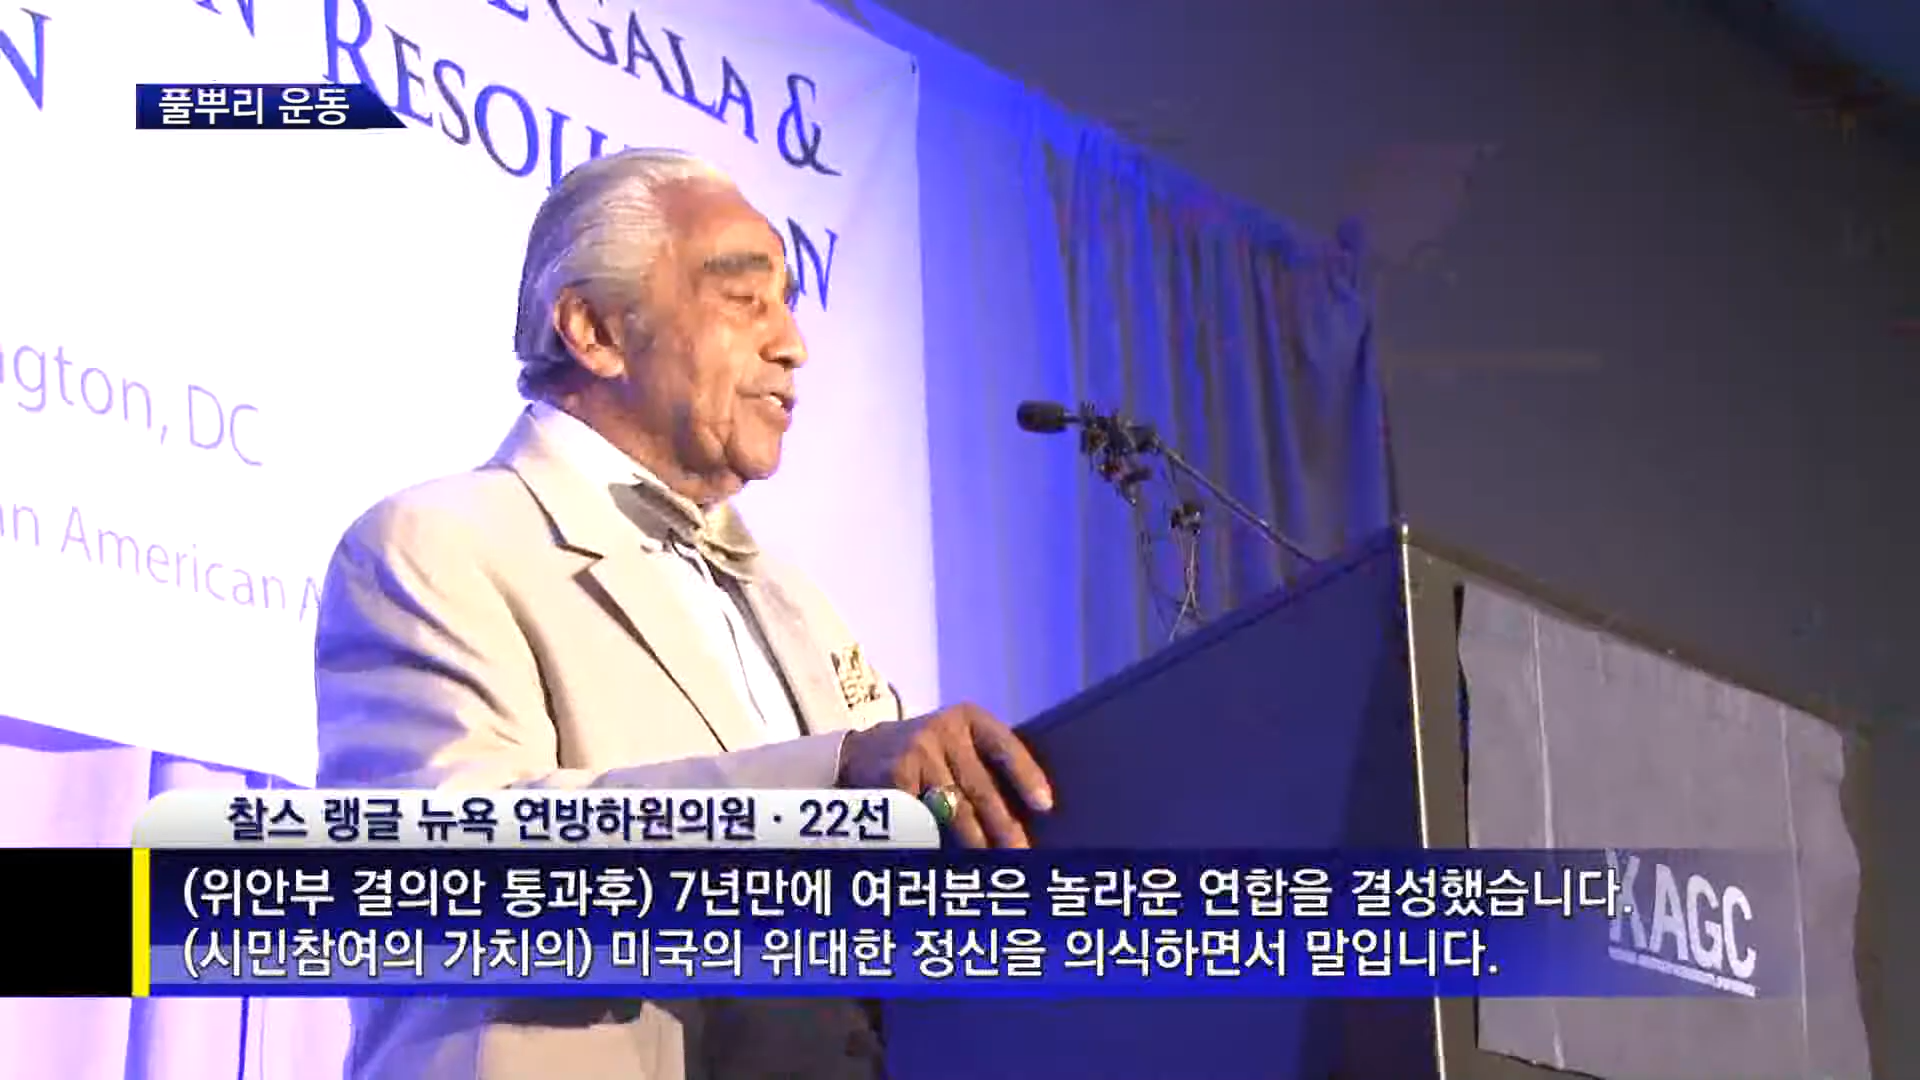 GALA &
풀뿌리 운동
N
RESOLU
N
ngton, DC
an American A
찰스 랭글 뉴욕 연방하원의원 · 22선
(위안부 결의안 통과후) 7년만에 여러분은 놀라운 연합을 결성했습니다.
(시민참여의 가치의) 미국의 위대한 정신을 의식하면서 말입니다.
KAGC